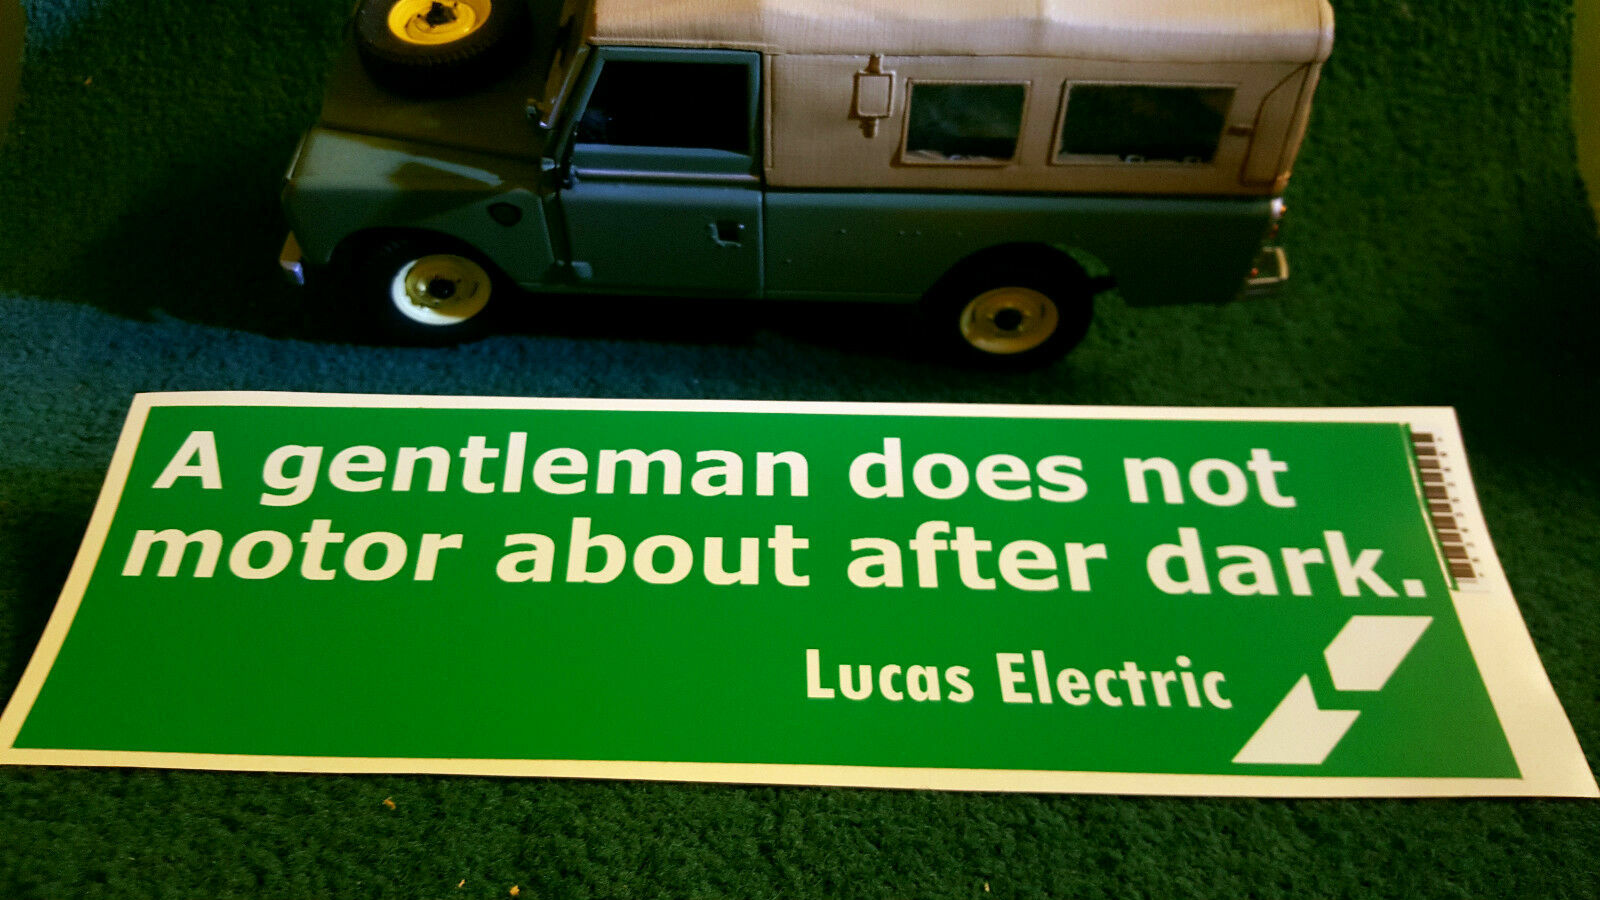 A gentleman does not
motor about after dark.
Lucas Electric